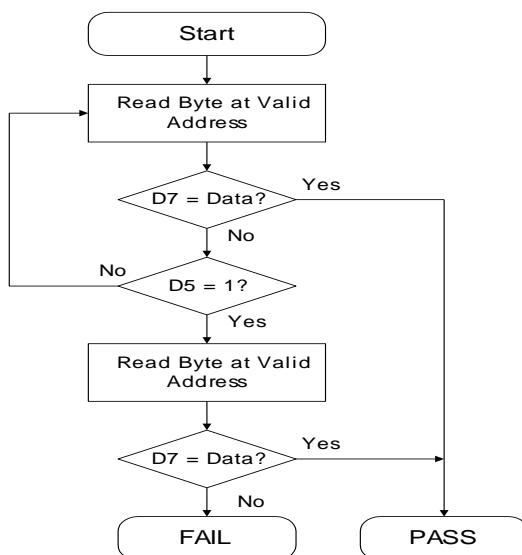 Start
Read Byte at Valid
Address
D7 = Data?
Yes
No
No
D5 = 1?
Yes
Read Byte at Valid
Address
Yes
D7 = Data?
No
FAIL
PASS